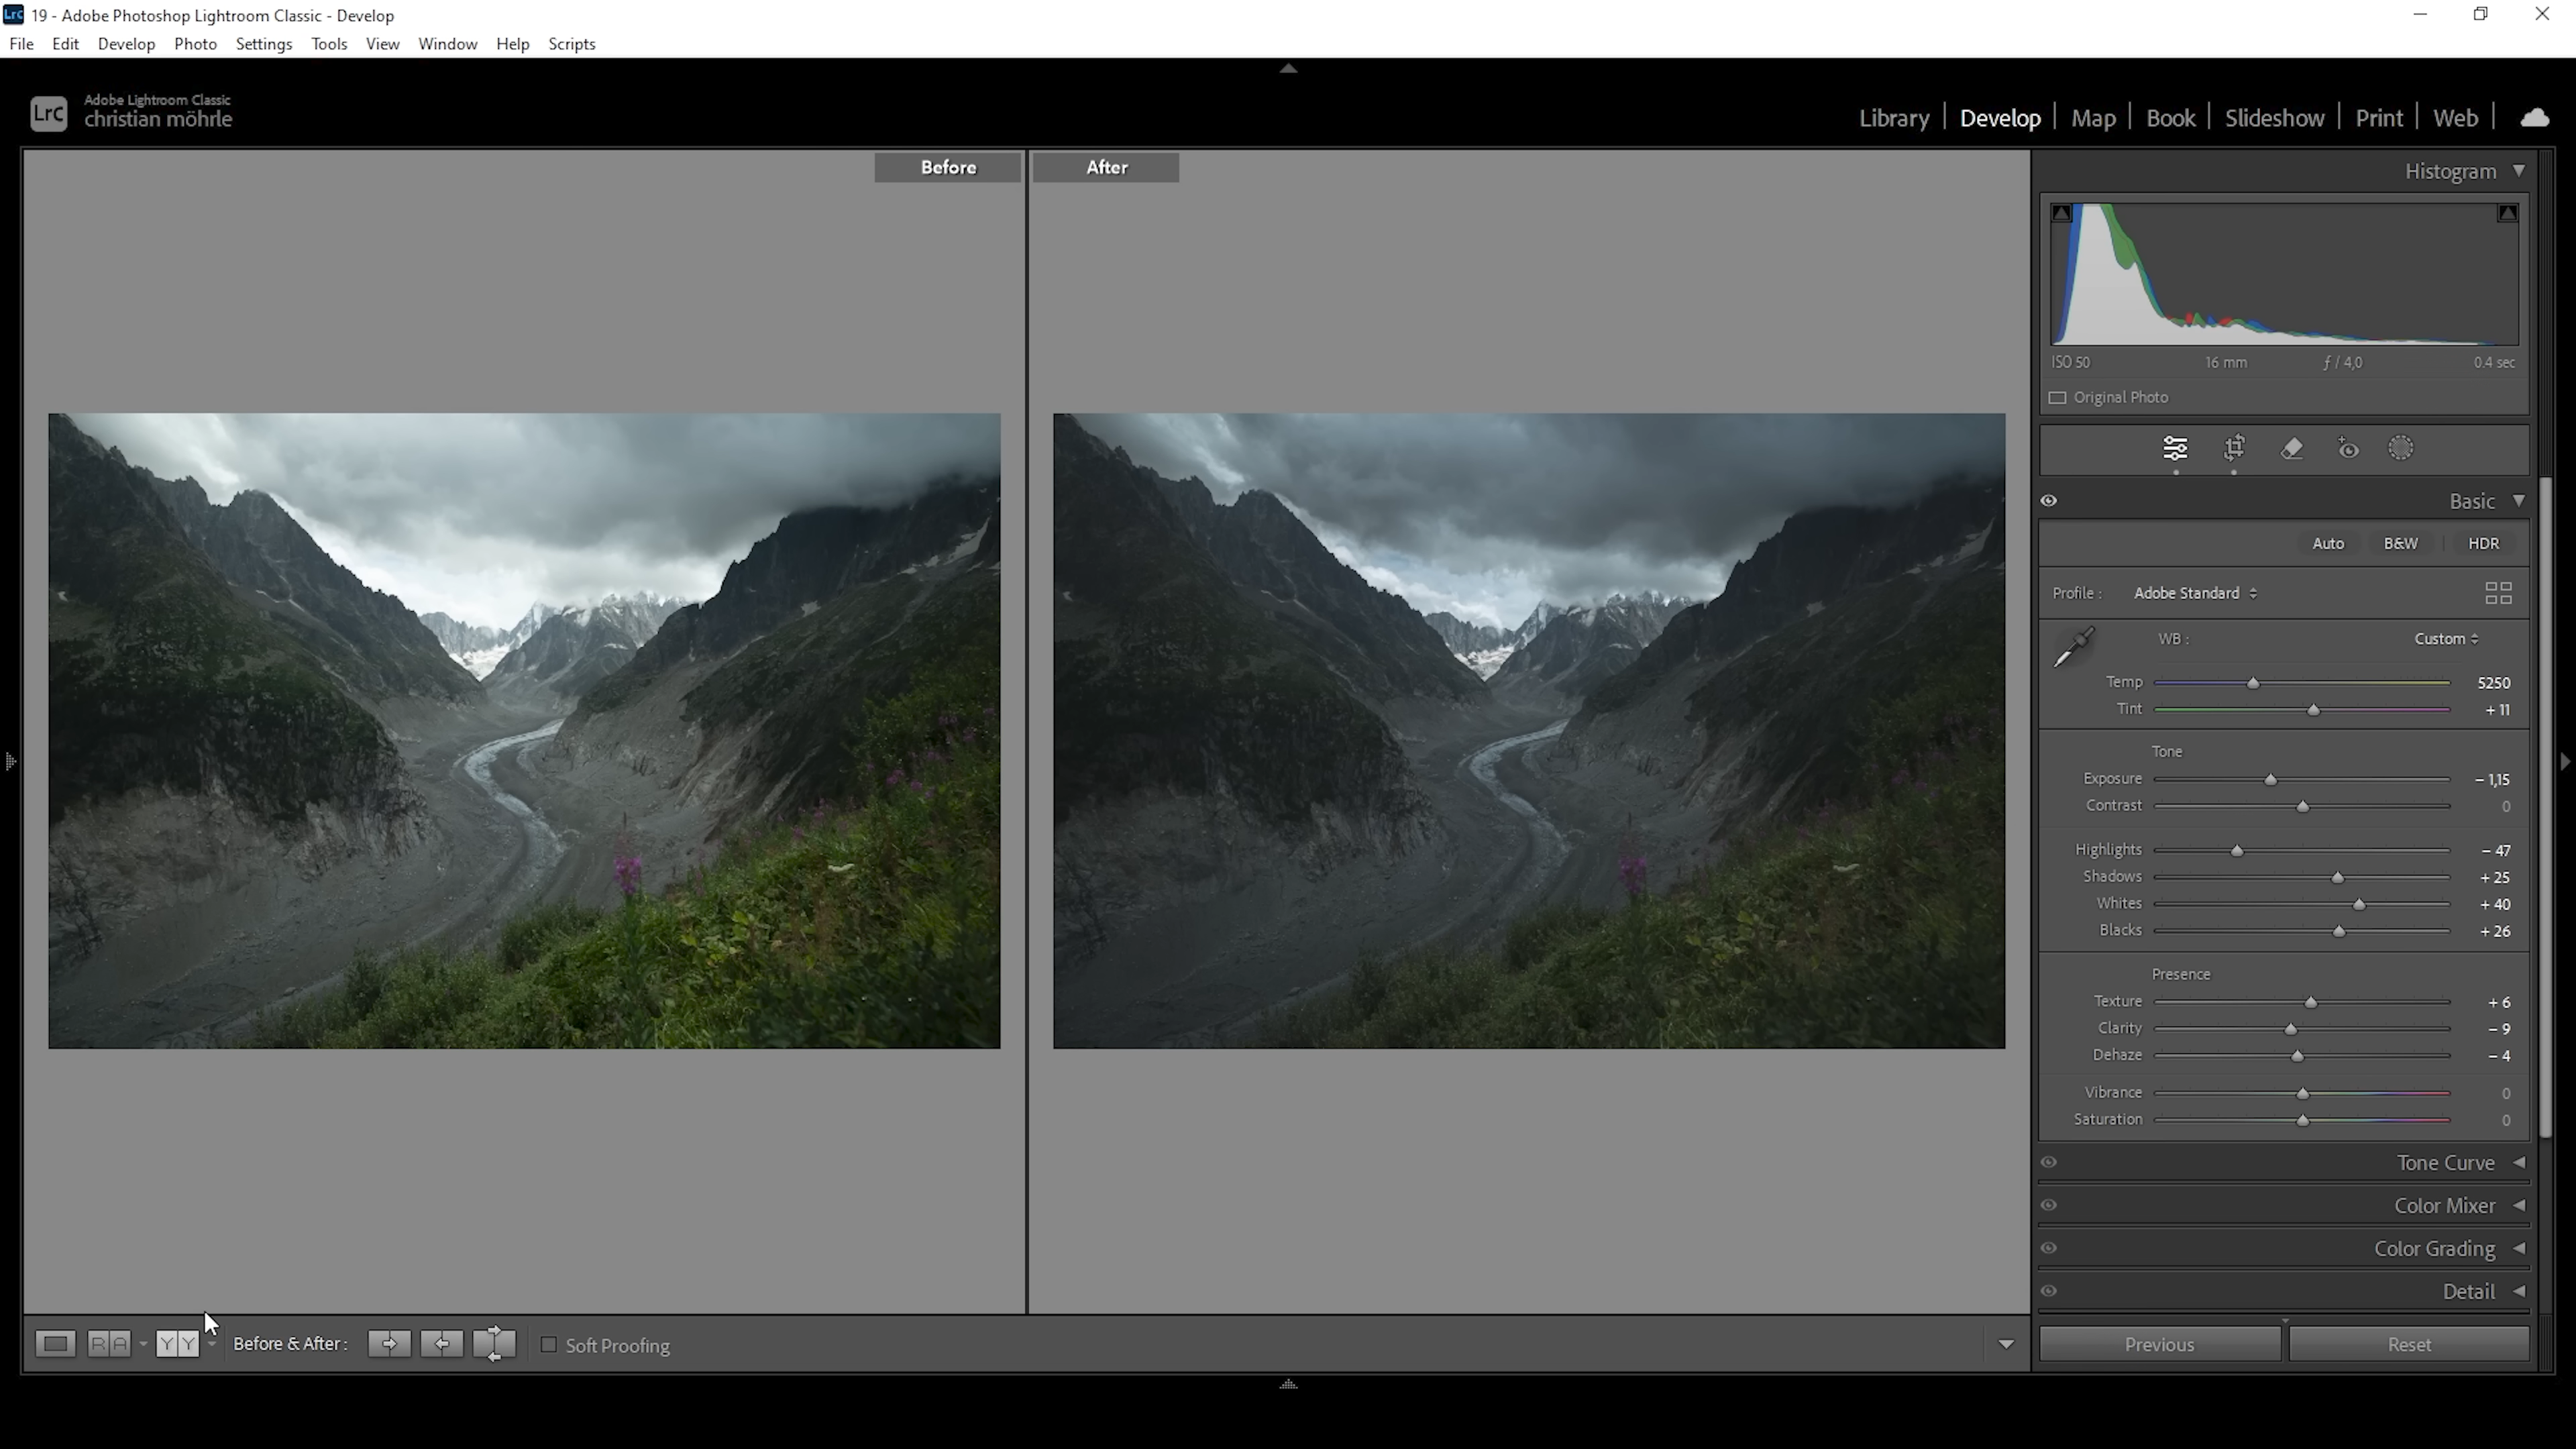 Lrc 19 - Adobe Photoshop Lightroom Classic - Develop
File Edit Develop Photo Settings Tools View Window Help Scripts
Lrc Adobe Lightroom Classic
christian möhrle
Library | Develop | Map | Book | Slideshow | Print | Web |
Before After
Histogram
ISO 50 16 mm ƒ / 4,0 0.4 sec
Original Photo
Basic
Auto B&W | HDR
Profile : Adobe Standard
WB : Custom
Temp 5250
Tint + 11
Tone
Exposure − 1,15
Contrast 0
Highlights − 47
Shadows + 25
Whites + 40
Blacks + 26
Presence
Texture + 6
Clarity − 9
Dehaze − 4
Vibrance 0
Saturation 0
Tone Curve
Color Mixer
Color Grading
Detail
R A Y Y Before & After : Soft Proofing
Previous Reset